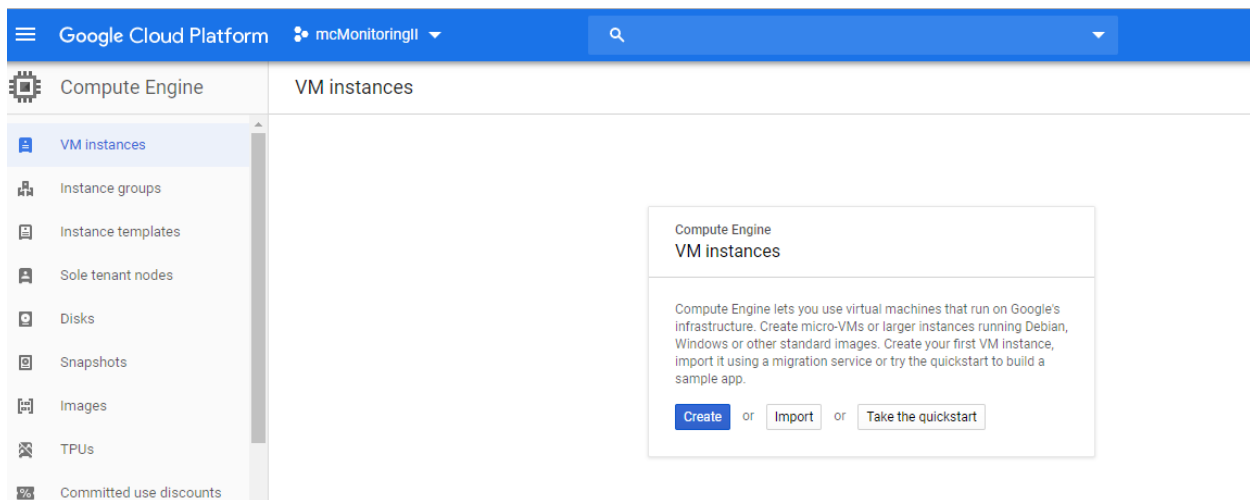 Google Cloud Platform
mcMonitoringII
Compute Engine
VM instances
VM instances
Instance groups
Instance templates
Sole tenant nodes
Disks
Snapshots
Images
TPUs
Committed use discounts
Compute Engine
VM instances
Compute Engine lets you use virtual machines that run on Google's
infrastructure. Create micro-VMs or larger instances running Debian,
Windows or other standard images. Create your first VM instance,
import it using a migration service or try the quickstart to build a
sample app.
Create or Import or Take the quickstart